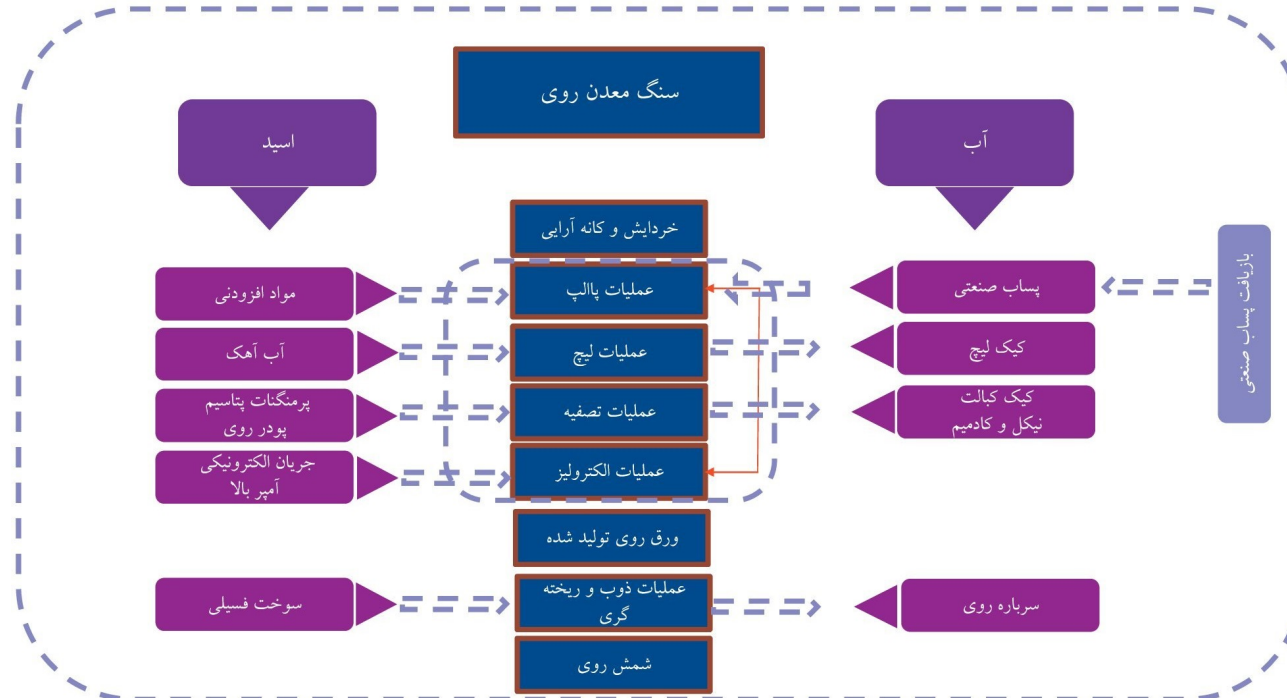 سنگ معدن روی
آب
اسید
خردایش و کانه آرایی
بازیافت پساب صنعتی
پساب صنعتی
عملیات پاالپ
مواد افزودنی
کیک لیچ
عملیات لیچ
آب آهک
کیک کبالت
نیکل و کادمیم
عملیات تصفیه
پرمنگنات پتاسیم
پودر روی
عملیات الکترولیز
جریان الکترونیکی
آمپر بالا
ورق روی تولید شده
سرباره روی
عملیات ذوب و ریخته
گری
سوخت فسیلی
شمش روی